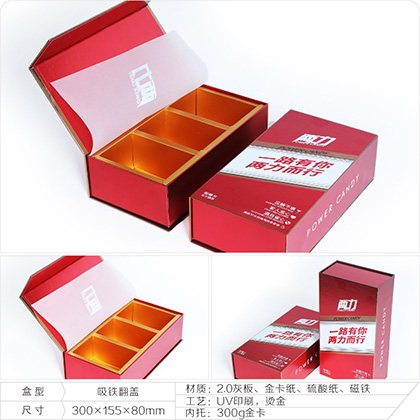 一路有你
两力而行
POWER CANDY
一路有你
两力而行
盒型
吸铁翻盖
尺寸
300×155×80mm
材质：2.0灰板、金卡纸、硫酸纸、磁铁
工艺：UV印刷，烫金
内托：300g金卡